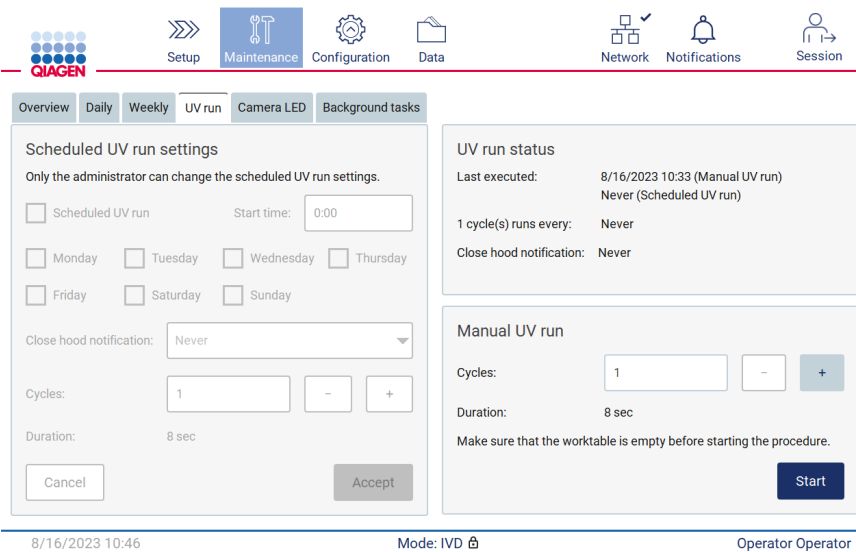 QIAGEN
Setup
Maintenance
Configuration
Data
Network
Notifications
Session
Overview
Daily
Weekly
UV run
Camera LED
Background tasks
Scheduled UV run settings
Only the administrator can change the scheduled UV run settings.
Scheduled UV run
Start time:
0:00
Monday
Tuesday
Wednesday
Thursday
Friday
Saturday
Sunday
Close hood notification:
Never
Cycles:
1
−
+
Duration:
8 sec
Cancel
Accept
UV run status
Last executed:
8/16/2023 10:33 (Manual UV run)
Never (Scheduled UV run)
1 cycle(s) runs every:
Never
Close hood notification:
Never
Manual UV run
Cycles:
1
−
+
Duration:
8 sec
Make sure that the worktable is empty before starting the procedure.
Start
8/16/2023 10:46
Mode: IVD
Operator Operator